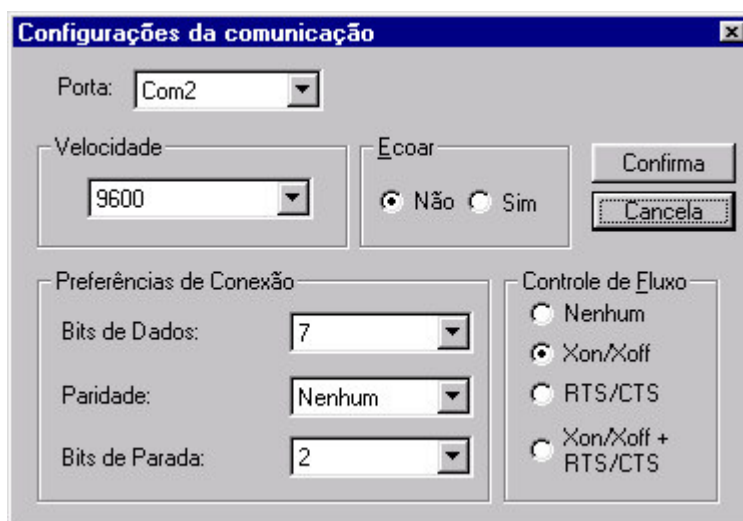 Configurações da comunicação
Porta: Com2
Velocidade
9600
Ecoar
Não Sim
Confirma
Cancela
Preferências de Conexão
Bits de Dados: 7
Paridade: Nenhum
Bits de Parada: 2
Controle de Fluxo
Nenhum
Xon/Xoff
RTS/CTS
Xon/Xoff +
RTS/CTS